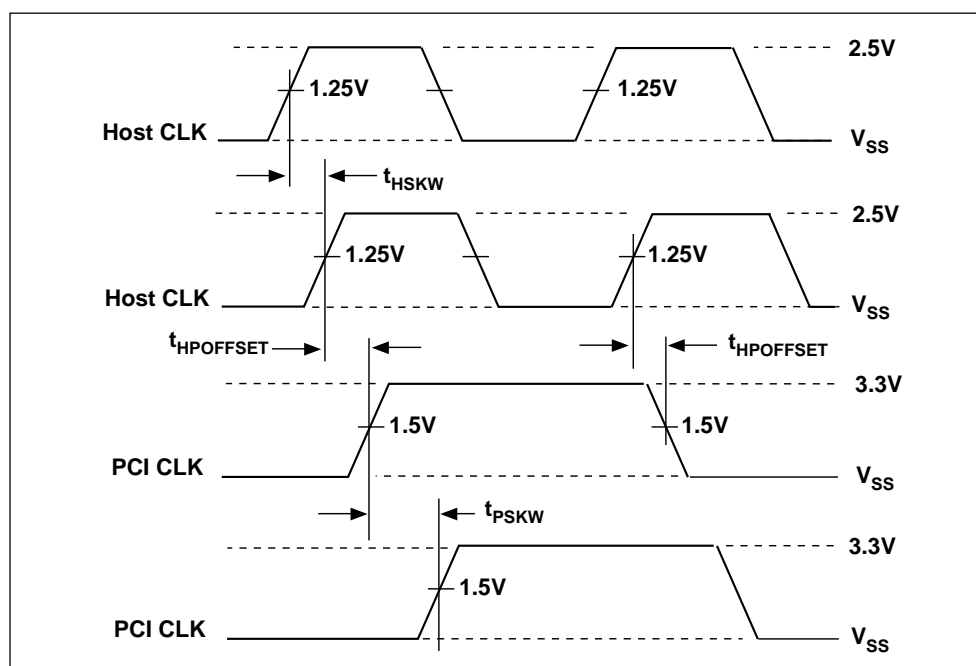 2.5V
1.25V 1.25V
Host CLK VSS
tHSKW
2.5V
1.25V 1.25V
Host CLK VSS
tHPOFFSET tHPOFFSET
3.3V
1.5V 1.5V
PCI CLK VSS
tPSKW
3.3V
1.5V
PCI CLK VSS